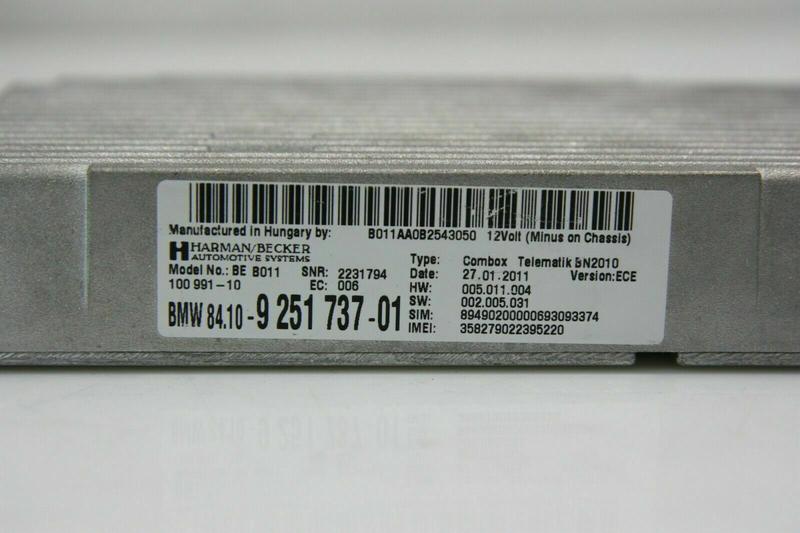 Manufactured in Hungary by: B011AA0B2543050 12Volt (Minus on Chassis)
HARMAN/BECKER
AUTOMOTIVE SYSTEMS
Model No.: BE B011 SNR: 2231794
100 991-10 EC: 006
BMW 84.10-9 251 737-01
Type: Combox Telematik BN2010
Date: 27.01.2011 Version:ECE
HW: 005.011.004
SW: 002.005.031
SIM: 89490200000693093374
IMEI: 358279022395220